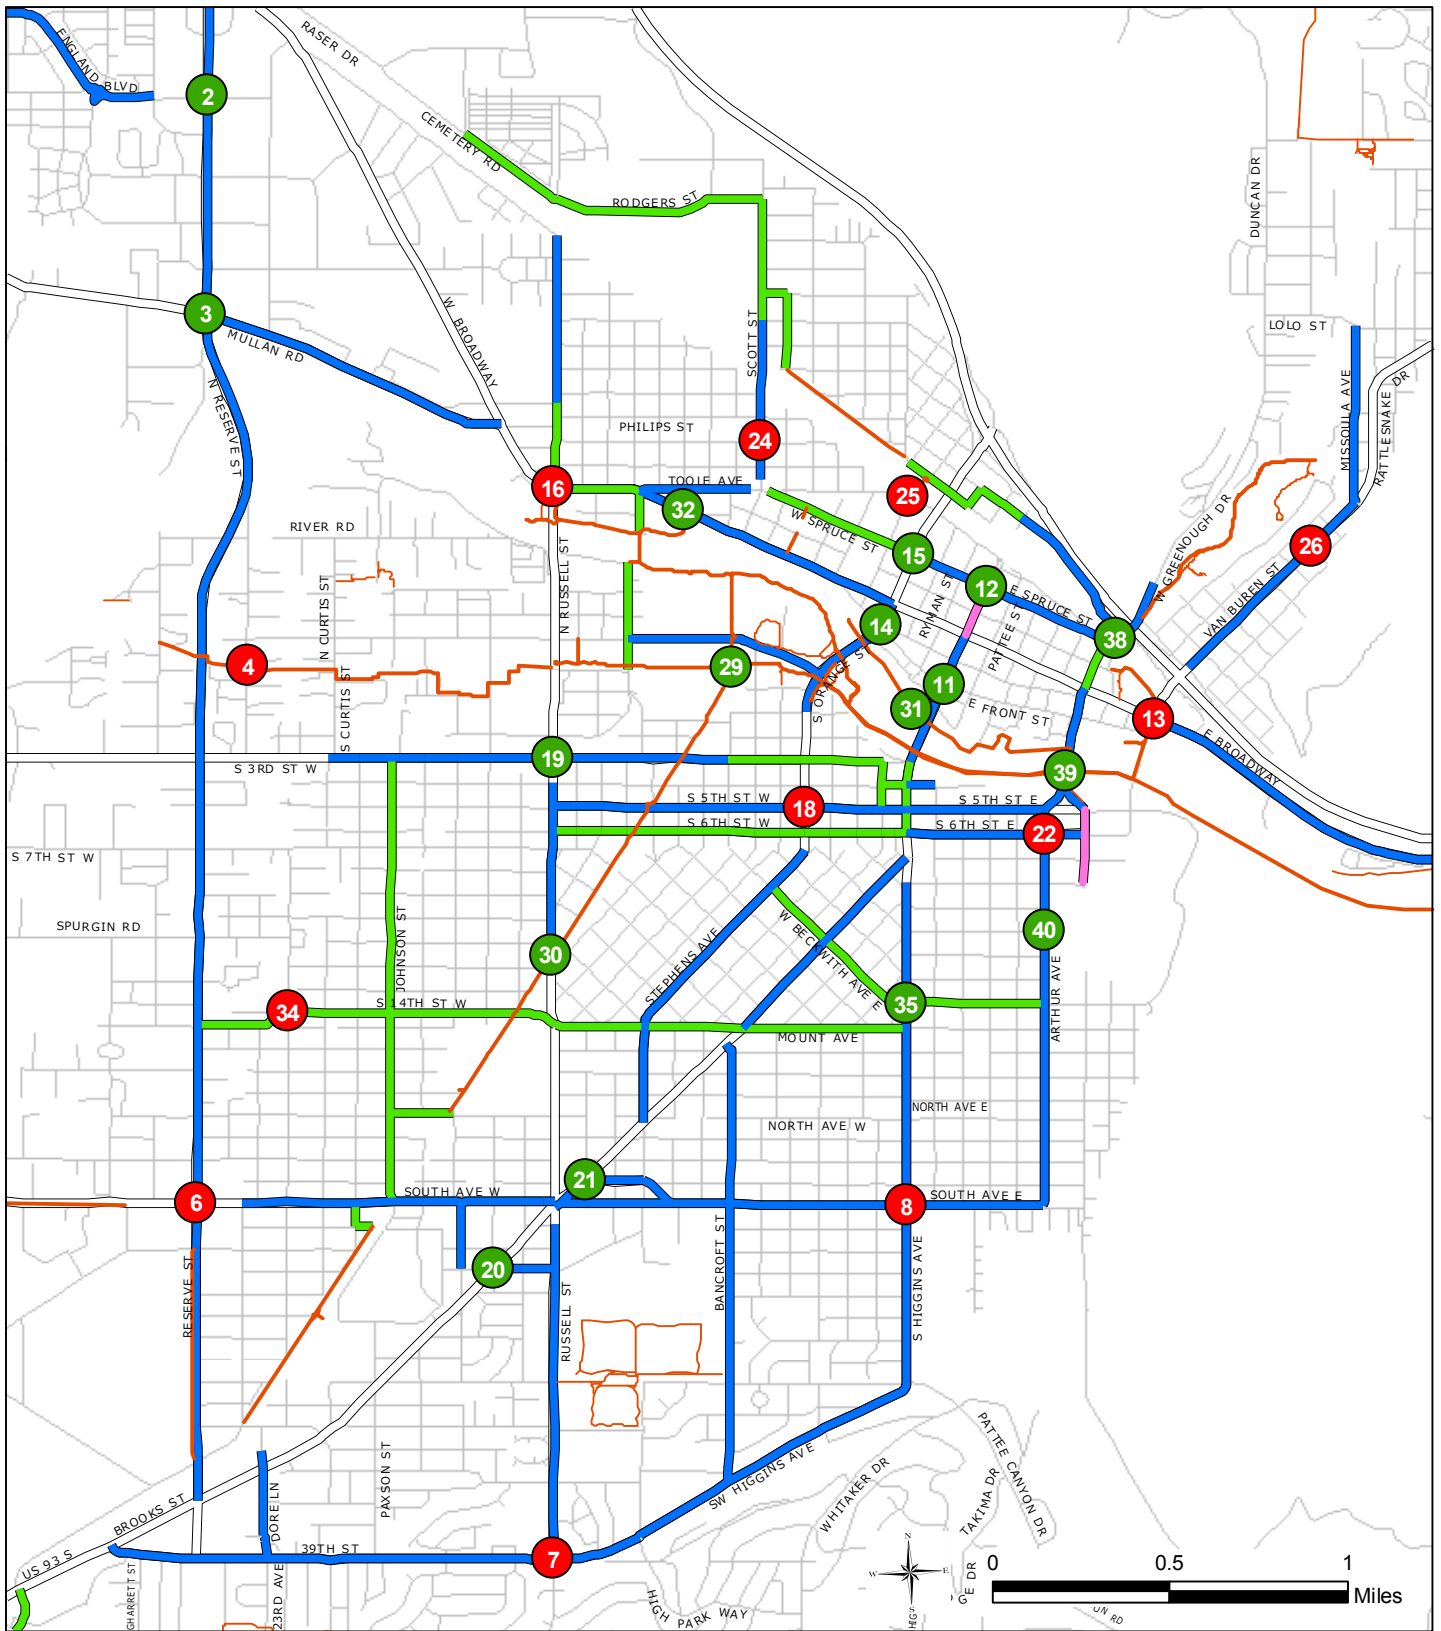 RASER DR
ENGLAND BLVD
2
CEMETERY RD
RODGERS ST
DUNCAN DR
3
MULLAN RD
W BROADWAY
SCOTT ST
LOLO ST
N RESERVE ST
PHILIPS ST
24
MISSOULA AVE
RATTLESNAKE DR
16
TOOLE AVE
32
25
W SPRUCE ST
15
RIVER RD
N CURTIS ST
N RUSSELL ST
12
E SPRUCE ST
RYMAN ST
PATTEE ST
W GREENOUGH DR
26
VAN BUREN ST
14
38
4
29
S ORANGE ST
11
31
E FRONT ST
13
E BROADWAY
S CURTIS ST
S 3RD ST W
19
39
S 5TH ST W
18
S 5TH ST E
S 6TH ST W
S 6TH ST E
22
S 7TH ST W
SPURGIN RD
JOHNSON ST
30
STEPHENS AVE
W BECKWITH AVE E
40
35
ARTHUR AVE
34
S 14TH ST W
MOUNT AVE
NORTH AVE E
NORTH AVE W
21
6
SOUTH AVE W
8
SOUTH AVE E
20
RESERVE ST
RUSSELL ST
BANCROFT ST
S HIGGINS AVE
PAXSON ST
SW HIGGINS AVE
WHITAKER DR
PATTEE CANYON DR
TAKIMA DR
BROOKS ST
US 93 S
DORE LN
39TH ST
7
GHARRETT ST
23RD AVE
HIGH PARK WAY
N
W
E
S
GE DR
ON RD
0
0.5
1
Miles